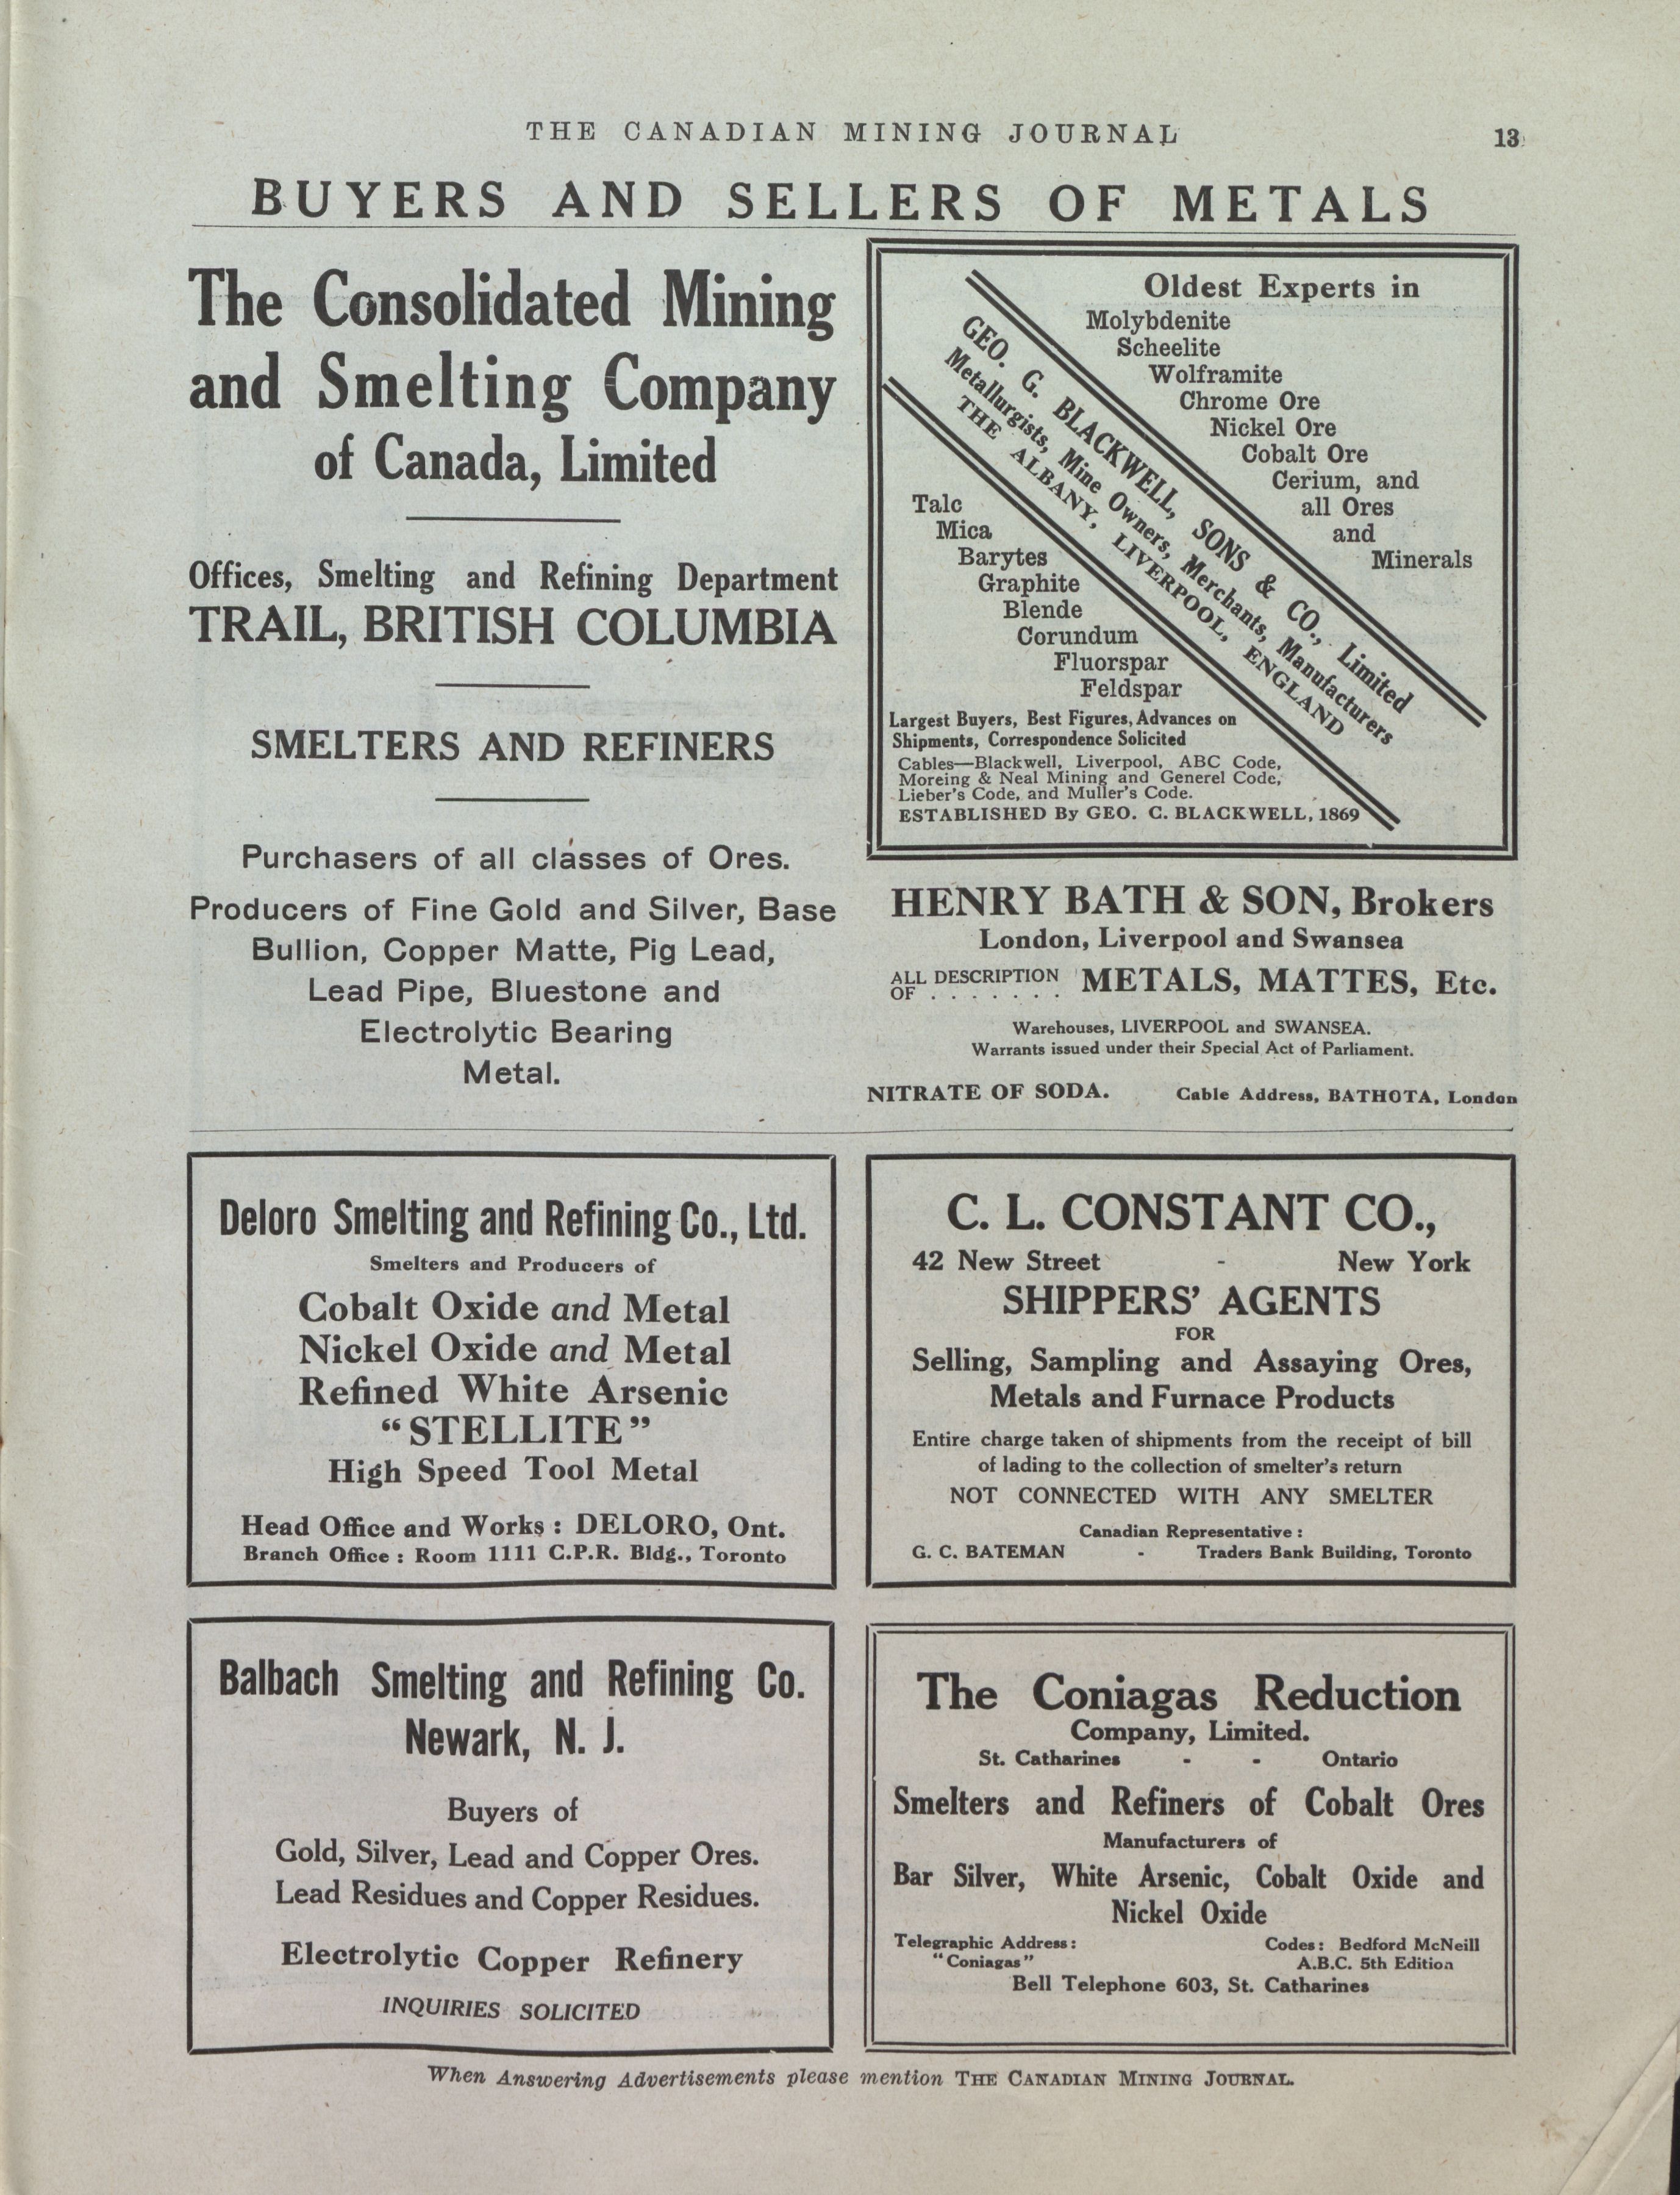 THE CANADIAN MINING JOURNAL
13
BUYERS AND SELLERS OF METALS
The Consolidated Mining
and Smelting Company
of Canada, Limited
Offices, Smelting and Refining Department
TRAIL, BRITISH COLUMBIA
SMELTERS AND REFINERS
Purchasers of all classes of Ores.
Producers of Fine Gold and Silver, Base
Bullion, Copper Matte, Pig Lead,
Lead Pipe, Bluestone and
Electrolytic Bearing
Metal.
Oldest Experts in
Molybdenite
Scheelite
Wolframite
Chrome Ore
Nickel Ore
Cobalt Ore
Cerium, and
all Ores
and
Minerals
GEO. G. BLACKWELL, SONS & CO., Limited
Metallurgists, Mine Owners, Merchants, Manufacturers
THE ALBANY, LIVERPOOL, ENGLAND
Talc
Mica
Barytes
Graphite
Blende
Corundum
Fluorspar
Feldspar
Largest Buyers, Best Figures, Advances on
Shipments, Correspondence Solicited
Cables—Blackwell, Liverpool, ABC Code,
Moreing & Neal Mining and Generel Code,
Lieber's Code, and Muller's Code.
ESTABLISHED By GEO. C. BLACKWELL, 1869
HENRY BATH & SON, Brokers
London, Liverpool and Swansea
ALL DESCRIPTION
OF . . . . . . . METALS, MATTES, Etc.
Warehouses, LIVERPOOL and SWANSEA.
Warrants issued under their Special Act of Parliament.
NITRATE OF SODA. Cable Address, BATHOTA, London
Deloro Smelting and Refining Co., Ltd.
Smelters and Producers of
Cobalt Oxide and Metal
Nickel Oxide and Metal
Refined White Arsenic
“STELLITE”
High Speed Tool Metal
Head Office and Works : DELORO, Ont.
Branch Office : Room 1111 C.P.R. Bldg., Toronto
C. L. CONSTANT CO.,
42 New Street - New York
SHIPPERS’ AGENTS
FOR
Selling, Sampling and Assaying Ores,
Metals and Furnace Products
Entire charge taken of shipments from the receipt of bill
of lading to the collection of smelter's return
NOT CONNECTED WITH ANY SMELTER
Canadian Representative :
G. C. BATEMAN - Traders Bank Building, Toronto
Balbach Smelting and Refining Co.
Newark, N. J.
Buyers of
Gold, Silver, Lead and Copper Ores.
Lead Residues and Copper Residues.
Electrolytic Copper Refinery
INQUIRIES SOLICITED
The Coniagas Reduction
Company, Limited.
St. Catharines - - Ontario
Smelters and Refiners of Cobalt Ores
Manufacturers of
Bar Silver, White Arsenic, Cobalt Oxide and
Nickel Oxide
Telegraphic Address : Codes : Bedford McNeill
“Coniagas” A.B.C. 5th Edition
Bell Telephone 603, St. Catharines
When Answering Advertisements please mention THE CANADIAN MINING JOURNAL.